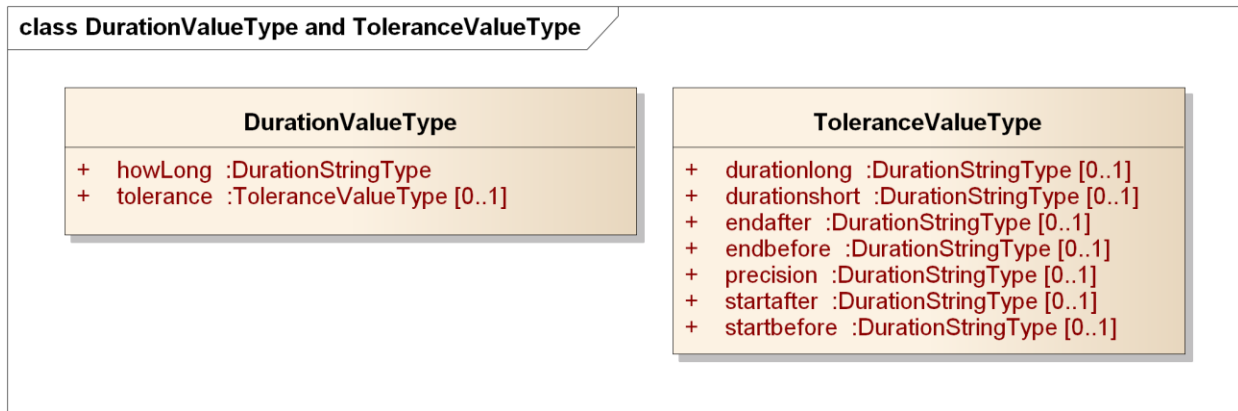 class DurationValueType and ToleranceValueType
DurationValueType
+ howLong :DurationStringType
+ tolerance :ToleranceValueType [0..1]
ToleranceValueType
+ durationlong :DurationStringType [0..1]
+ durationshort :DurationStringType [0..1]
+ endafter :DurationStringType [0..1]
+ endbefore :DurationStringType [0..1]
+ precision :DurationStringType [0..1]
+ startafter :DurationStringType [0..1]
+ startbefore :DurationStringType [0..1]